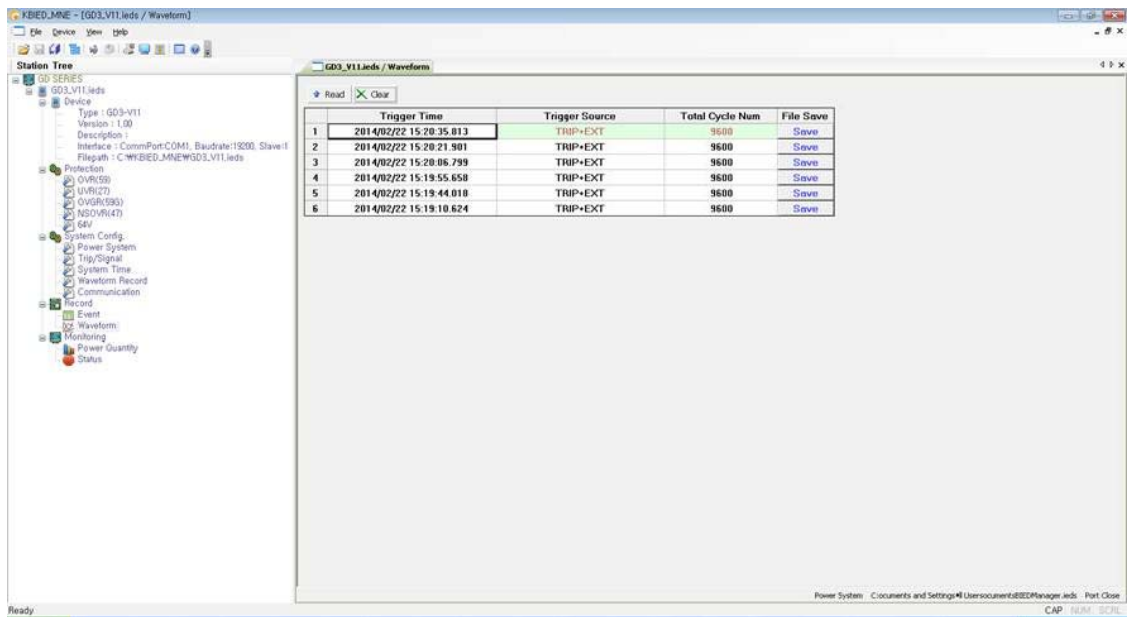 KBIED_MNE - [GD3_V11.ieds / Waveform]
File Device View Help
Station Tree
GD3_V11.ieds / Waveform
GD SERIES
GD3_V11.ieds
Device
Type : GD3-V11
Version : 1,00
Description :
Interface : CommPort:COM1, Baudrate:19200, Slave:1
Filepath : C:₩KBIED_MNE₩GD3_V11.ieds
Protection
OVR(59)
UVR(27)
OVGR(59G)
NSOVR(47)
64V
System Config,
Power System
Trip/Signal
System Time
Waveform Record
Communication
Record
Event
Waveform
Monitoring
Power Quantity
Status
Read Clear
Trigger Time Trigger Source Total Cycle Num File Save
1 2014/02/22 15:20:35.813 TRIP+EXT 9600 Save
2 2014/02/22 15:20:21.901 TRIP+EXT 9600 Save
3 2014/02/22 15:20:06.799 TRIP+EXT 9600 Save
4 2014/02/22 15:19:55.658 TRIP+EXT 9600 Save
5 2014/02/22 15:19:44.018 TRIP+EXT 9600 Save
6 2014/02/22 15:19:10.624 TRIP+EXT 9600 Save
Power System C:ocuments and Settings Port Close
Ready CAP NUM SCRL